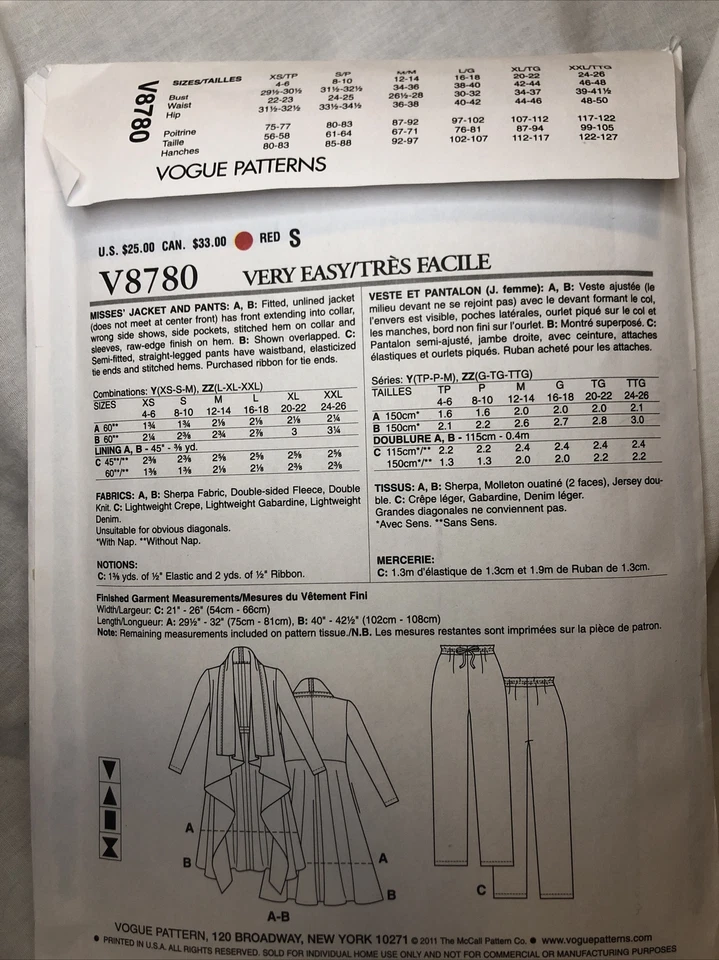 V8780
SIZES/TAILLES XS/TP S/P M/M L/G XL/TG XXL/TTG
4-6 8-10 12-14 16-18 20-22 24-26
Bust 29½-30½ 31½-32½ 34-36 38-40 42-44 46-48
Waist 22-23 24-25 26½-28 30-32 34-37 39-41½
Hip 31½-32½ 33½-34½ 36-38 40-42 44-46 48-50
Poitrine 75-77 80-83 87-92 97-102 107-112 117-122
Taille 56-58 61-64 67-71 76-81 87-94 99-105
Hanches 80-83 85-88 92-97 102-107 112-117 122-127
VOGUE PATTERNS
U.S. $25.00 CAN. $33.00 RED S
V8780 VERY EASY/TRÈS FACILE
MISSES' JACKET AND PANTS: A, B: Fitted, unlined jacket
(does not meet at center front) has front extending into collar,
wrong side shows, side pockets, stitched hem on collar and
sleeves, raw-edge finish on hem. B: Shown overlapped. C:
Semi-fitted, straight-legged pants have waistband, elasticized
tie ends and stitched hems. Purchased ribbon for tie ends.
Combinations: Y(XS-S-M), ZZ(L-XL-XXL)
SIZES XS S M L XL XXL
4-6 8-10 12-14 16-18 20-22 24-26
A 60"* 1¾ 1¾ 2⅛ 2⅛ 2⅛ 2¼
B 60"* 2¼ 2⅜ 2¾ 2⅞ 3 3¼
LINING A, B - 45" - ⅜ yd.
C 45"*/** 2⅜ 2⅜ 2⅝ 2⅝ 2⅝ 2⅝
60"*/** 1⅜ 1⅜ 2⅛ 2⅛ 2⅜ 2⅜
FABRICS: A, B: Sherpa Fabric, Double-sided Fleece, Double
Knit. C: Lightweight Crepe, Lightweight Gabardine, Lightweight
Denim.
Unsuitable for obvious diagonals.
*With Nap. **Without Nap.
NOTIONS:
C: 1⅜ yds. of ½" Elastic and 2 yds. of ½" Ribbon.
VESTE ET PANTALON (J. femme): A, B: Veste ajustée (le
milieu devant ne se rejoint pas) avec le devant formant le col,
l'envers est visible, poches latérales, ourlet piqué sur le col et
les manches, bord non fini sur l'ourlet. B: Montré superposé. C:
Pantalon semi-ajusté, jambe droite, avec ceinture, attaches
élastiques et ourlets piqués. Ruban acheté pour les attaches.
Séries: Y(TP-P-M), ZZ(G-TG-TTG)
TAILLES TP P M G TG TTG
4-6 8-10 12-14 16-18 20-22 24-26
A 150cm* 1.6 1.6 2.0 2.0 2.0 2.1
B 150cm* 2.1 2.2 2.6 2.7 2.8 3.0
DOUBLURE A, B - 115cm - 0.4m
C 115cm*/** 2.2 2.2 2.4 2.4 2.4 2.4
150cm*/** 1.3 1.3 2.0 2.0 2.2 2.2
TISSUS: A, B: Sherpa, Molleton ouatiné (2 faces), Jersey dou-
ble. C: Crêpe léger, Gabardine, Denim léger.
Grandes diagonales ne conviennent pas.
*Avec Sens. **Sans Sens.
MERCERIE:
C: 1.3m d'élastique de 1.3cm et 1.9m de Ruban de 1.3cm.
Finished Garment Measurements/Mesures du Vêtement Fini
Width/Largeur: C: 21" - 26" (54cm - 66cm)
Length/Longueur: A: 29½" - 32" (75cm - 81cm), B: 40" - 42½" (102cm - 108cm)
Note: Remaining measurements included on pattern tissue./N.B. Les mesures restantes sont imprimées sur la pièce de patron.
A
B
A
B
C
A-B
VOGUE PATTERN, 120 BROADWAY, NEW YORK 10271 © 2011 The McCall Pattern Co. ● www.voguepatterns.com
● PRINTED IN U.S.A. ALL RIGHTS RESERVED. SOLD FOR INDIVIDUAL HOME USE ONLY AND NOT FOR COMMERCIAL OR MANUFACTURING PURPOSES